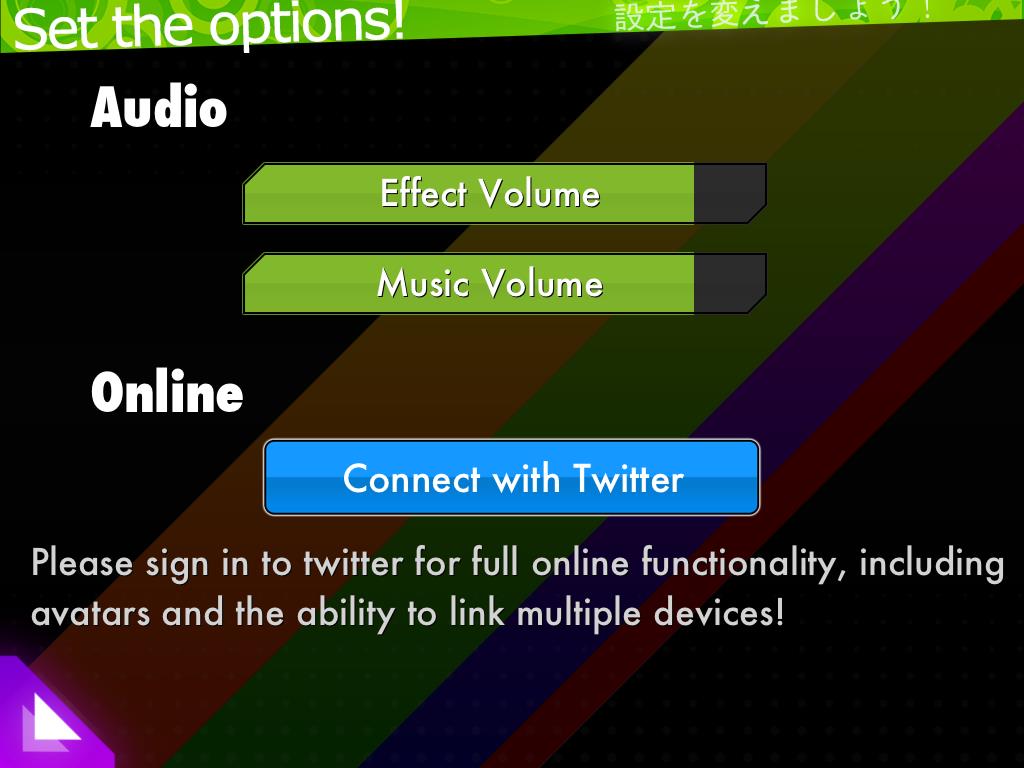 Set the options!
設定を変えましょう！
Audio
Effect Volume
Music Volume
Online
Connect with Twitter
Please sign in to twitter for full online functionality, including
avatars and the ability to link multiple devices!